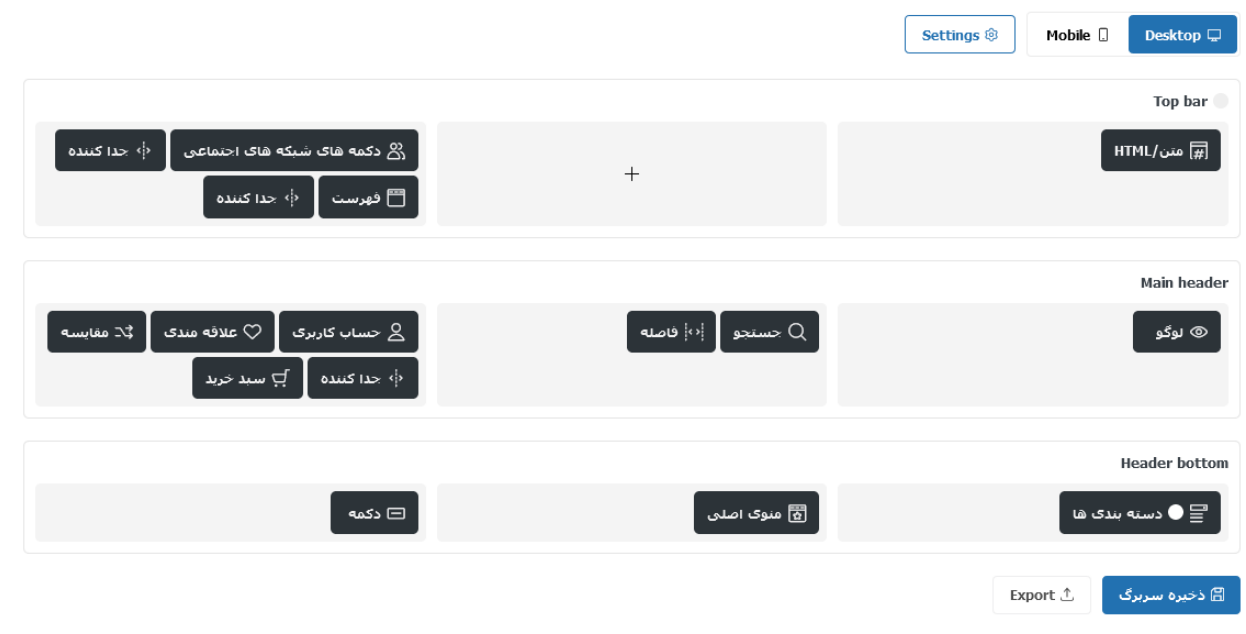 Desktop Mobile Settings
Top bar
متن/HTML
+
دکمه های شبکه های اجتماعی جدا کننده
فهرست جدا کننده
Main header
لوگو
جستجو فاصله
حساب کاربری علاقه مندی مقایسه
جدا کننده سبد خرید
Header bottom
دسته بندی ها
منوی اصلی
دکمه
ذخیره سربرگ Export